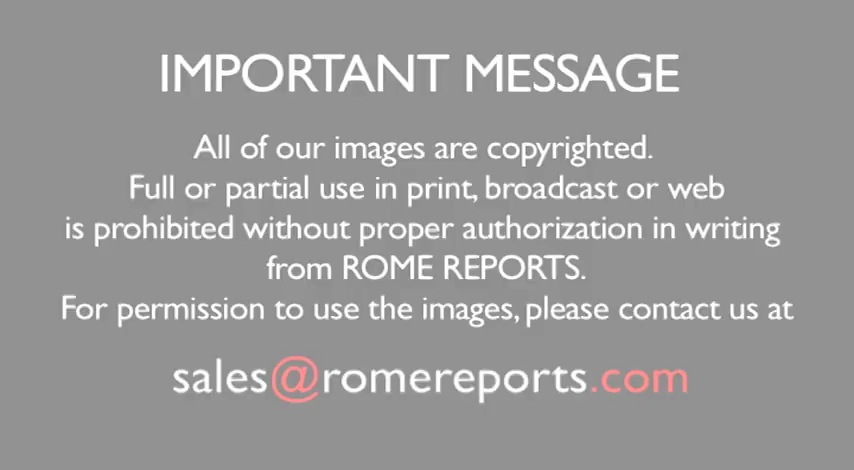 IMPORTANT MESSAGE
All of our images are copyrighted.
Full or partial use in print, broadcast or web
is prohibited without proper authorization in writing
from ROME REPORTS.
For permission to use the images, please contact us at
sales@romereports.com